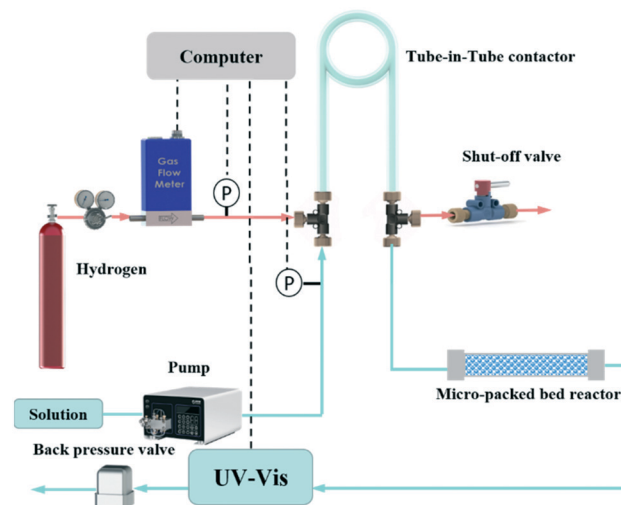 Computer
Tube-in-Tube contactor
Gas
Flow
Meter
P
Shut-off valve
Hydrogen
P
Pump
Micro-packed bed reactor
Solution
Back pressure valve
UV-Vis